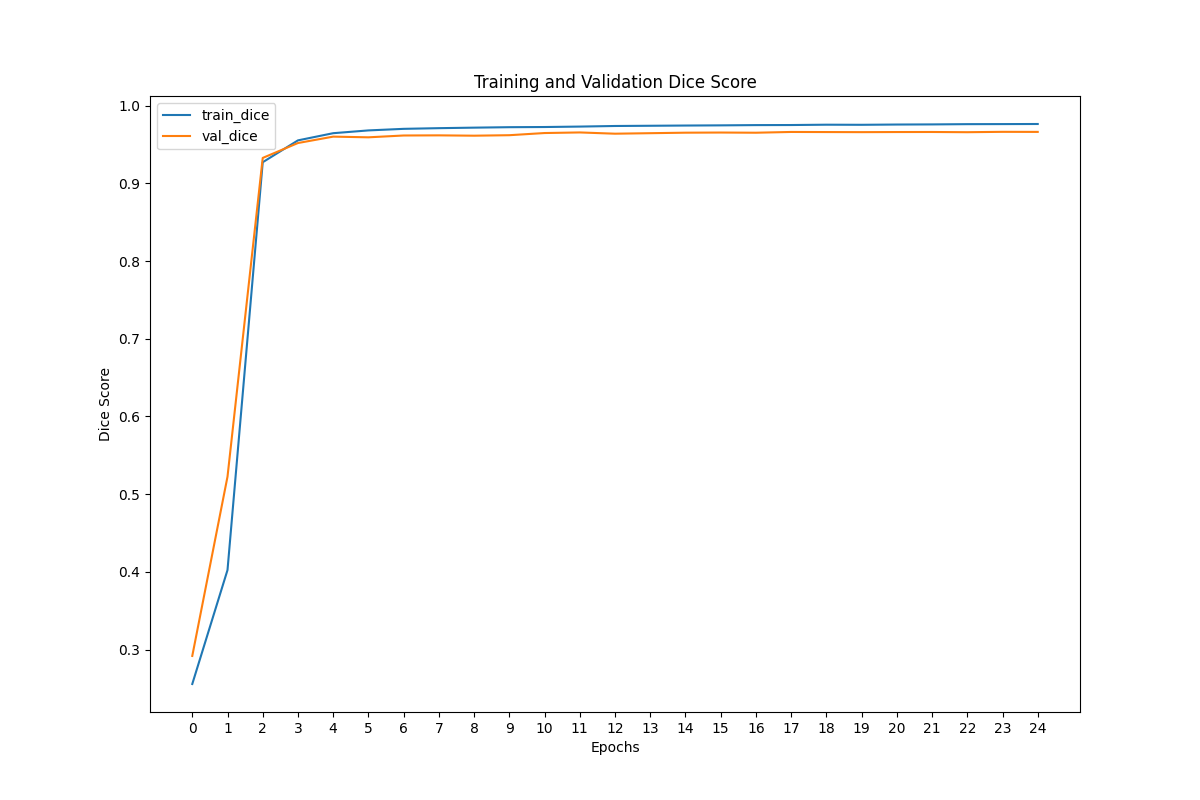 Training and Validation Dice Score
train_dice
val_dice
1.0
0.9
0.8
0.7
0.6
0.5
0.4
0.3
Dice Score
0 1 2 3 4 5 6 7 8 9 10 11 12 13 14 15 16 17 18 19 20 21 22 23 24
Epochs